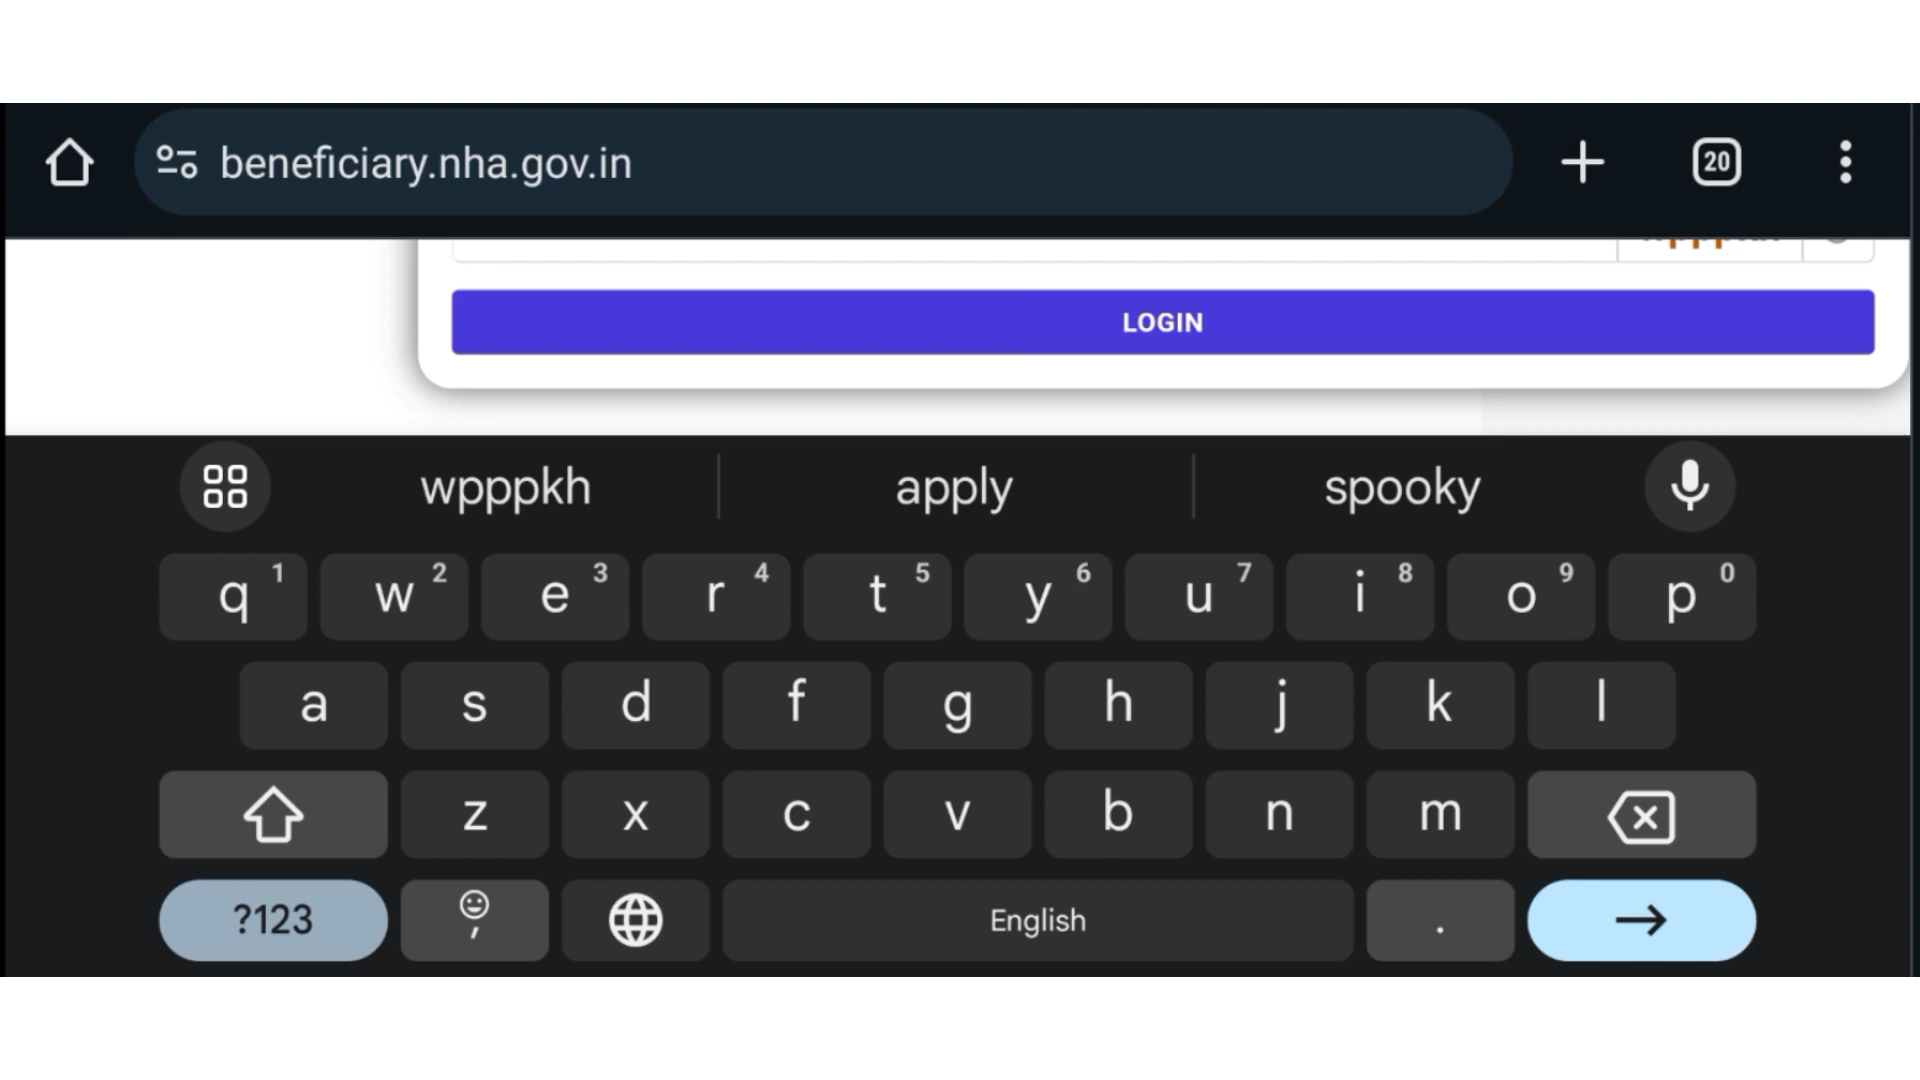 beneficiary.nha.gov.in
20
LOGIN
wpppkh apply spooky
q 1 w 2 e 3 r 4 t 5 y 6 u 7 i 8 o 9 p 0
a s d f g h j k l
z x c v b n m
?123 , English .